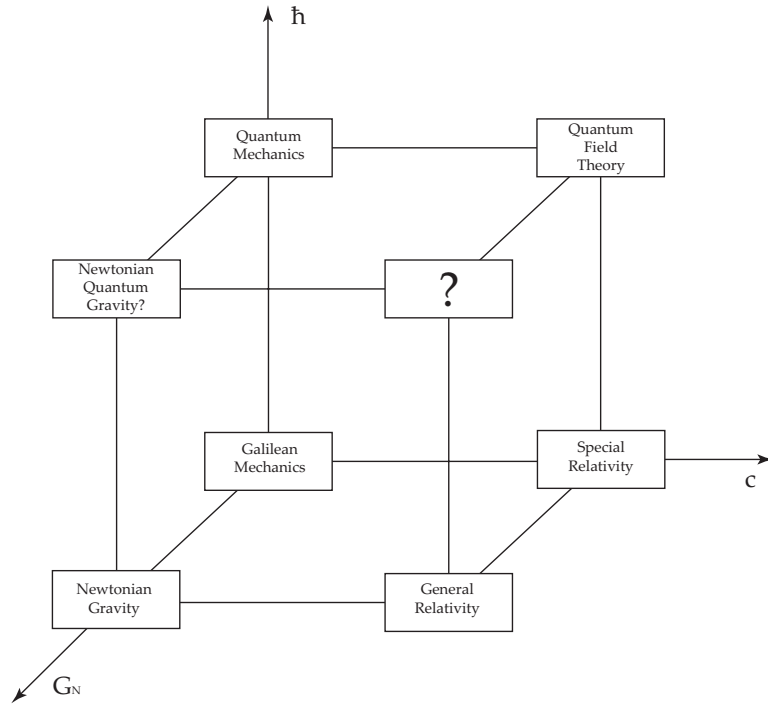 ħ
Quantum
Mechanics
Quantum
Field
Theory
Newtonian
Quantum
Gravity?
?
Galilean
Mechanics
Special
Relativity
c
Newtonian
Gravity
General
Relativity
GN